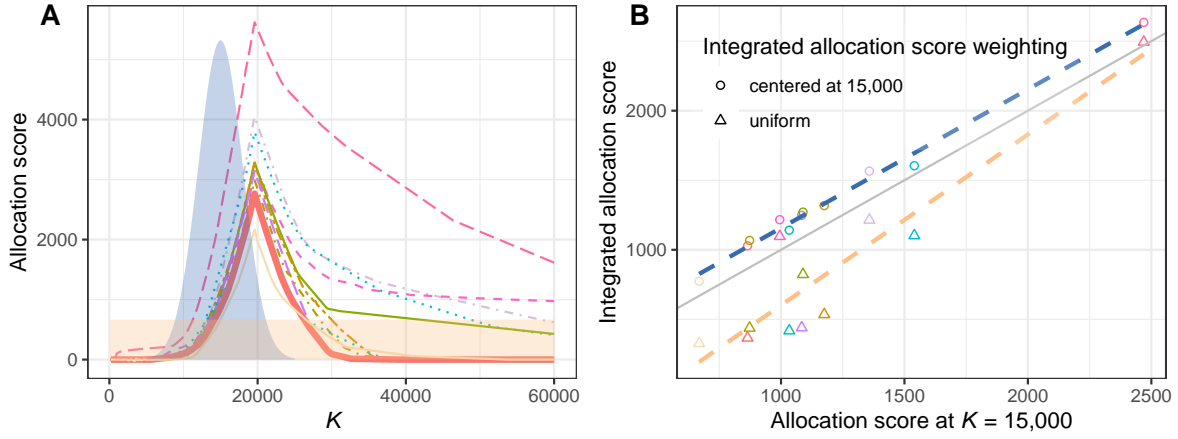 A
Allocation score
4000
2000
0
0
20000
40000
60000
K
B
Integrated allocation score
2000
1000
Integrated allocation score weighting
centered at 15,000
uniform
1000
1500
2000
2500
Allocation score at K = 15,000